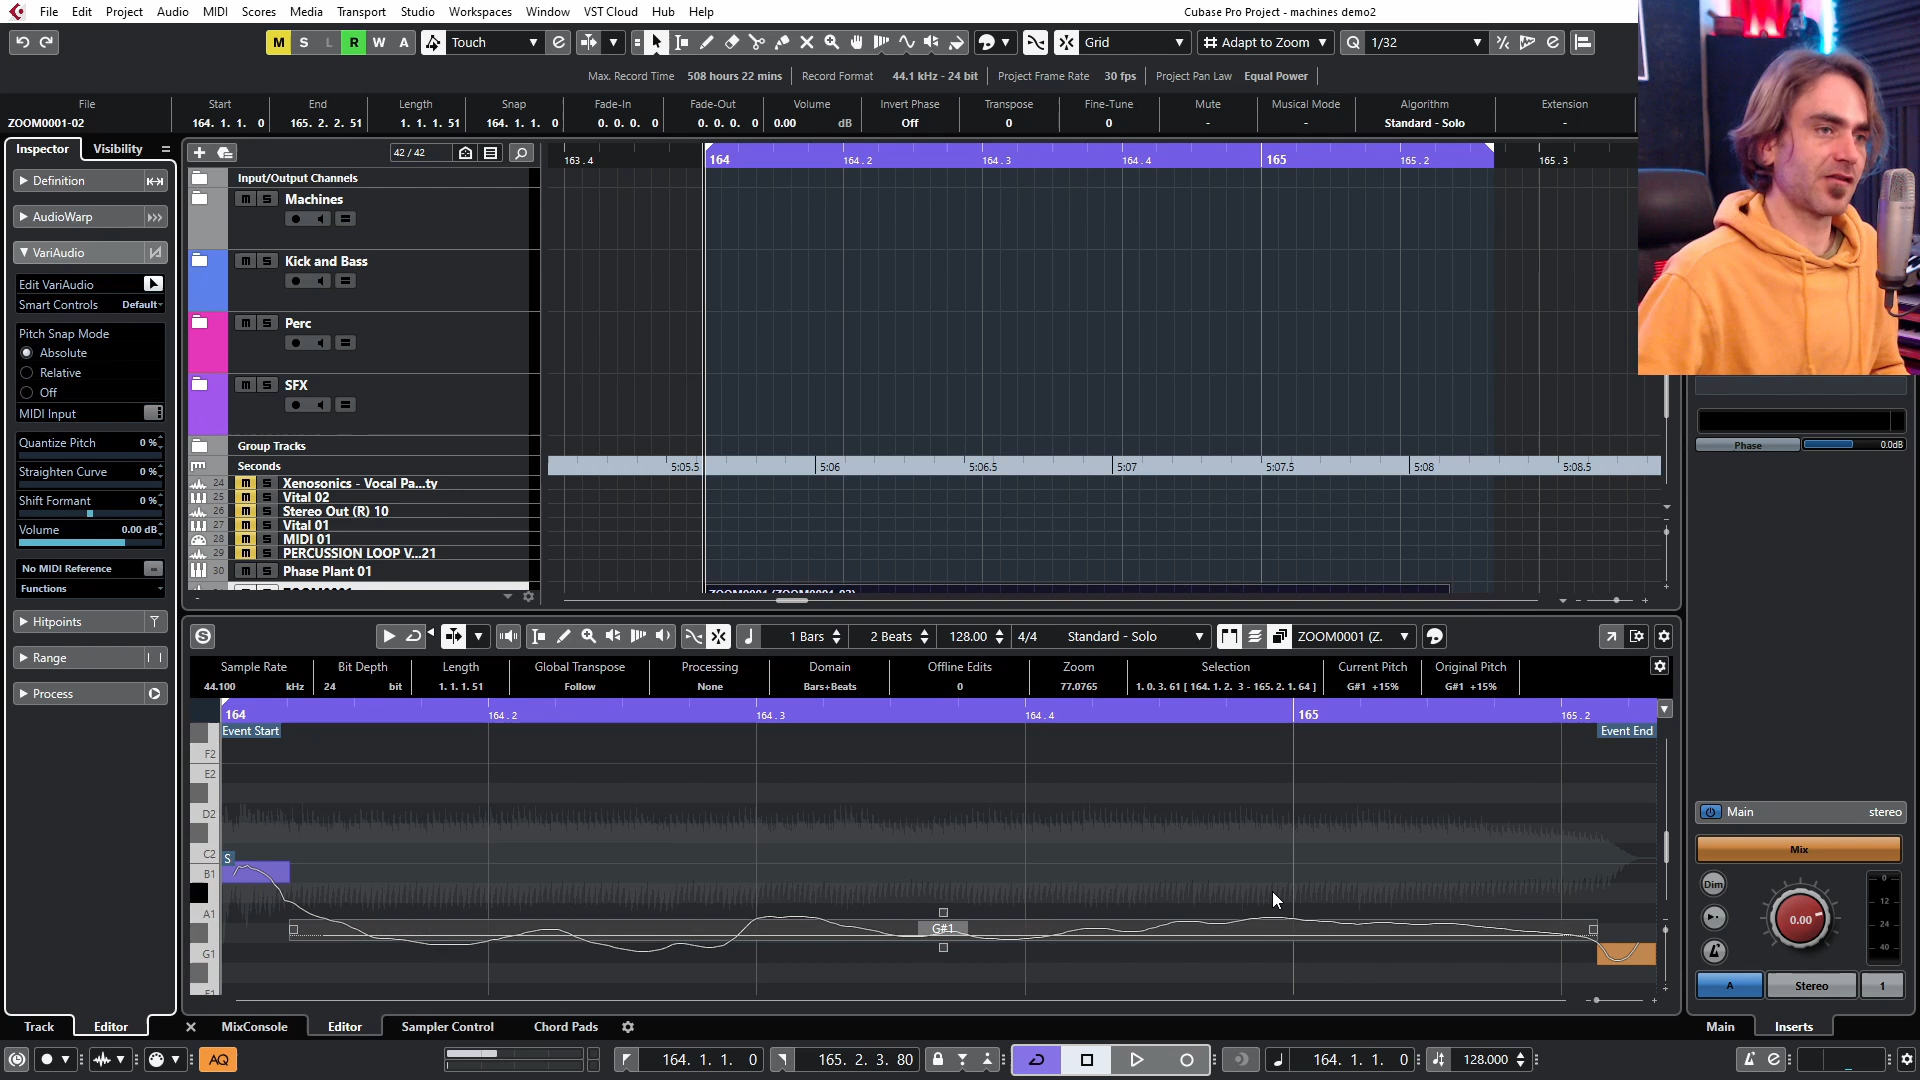 File Edit Project Audio MIDI Scores Media Transport Studio Workspaces Window VST Cloud Hub Help
Cubase Pro Project - machines demo2
M S L R W A Touch Grid Adapt to Zoom Q 1/32
Max. Record Time 508 hours 22 mins Record Format 44.1 kHz - 24 bit Project Frame Rate 30 fps Project Pan Law Equal Power
File Start End Length Snap Fade-In Fade-Out Volume Invert Phase Transpose Fine-Tune Mute Musical Mode Algorithm Extension
ZOOM0001-02 164. 1. 1. 0 165. 2. 2. 51 1. 1. 1. 51 164. 1. 1. 0 0. 0. 0. 0 0. 0. 0. 0 0.00 dB Off 0 0 - - Standard - Solo -
Inspector Visibility
42 / 42
163.4 164 164.2 164.3 164.4 165 165.2 165.3
Definition
AudioWarp
VariAudio
Edit VariAudio
Smart Controls Default
Pitch Snap Mode
Absolute
Relative
Off
MIDI Input
Quantize Pitch 0 %
Straighten Curve 0 %
Shift Formant 0 %
Volume 0.00 dB
No MIDI Reference
Functions
Hitpoints
Range
Process
Input/Output Channels
m S Machines
m S Kick and Bass
m S Perc
m S SFX
Group Tracks
Seconds
5:05.5 5:06 5:06.5 5:07 5:07.5 5:08 5:08.5
24 m S Xenosonics - Vocal Pa...ty
25 m S Vital 02
26 m S Stereo Out (R) 10
27 m S Vital 01
28 m S MIDI 01
29 m S PERCUSSION LOOP V...21
30 m S Phase Plant 01
1 Bars 2 Beats 128.00 4/4 Standard - Solo ZOOM0001 (Z.
Sample Rate Bit Depth Length Global Transpose Processing Domain Offline Edits Zoom Selection Current Pitch Original Pitch
44.100 kHz 24 bit 1. 1. 1. 51 Follow None Bars+Beats 0 77.0765 1. 0. 3. 61 [ 164. 1. 2. 3 - 165. 2. 1. 64 ] G#1 +15% G#1 +15%
164 164.2 164.3 164.4 165 165.2
Event Start Event End
F2
E2
D2
C2
S
B1
A1
G#1
G1
Phase 0.0dB
Main stereo
Mix
Dim
0.00
0
12
24
40
A Stereo 1
Track Editor MixConsole Editor Sampler Control Chord Pads Main Inserts
AQ 164. 1. 1. 0 165. 2. 3. 80 164. 1. 1. 0 128.000